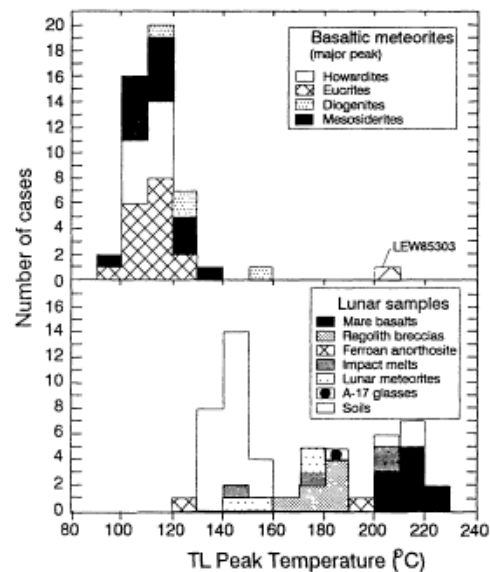 20
18
16
14
12
10
8
6
4
2
0
Basaltic meteorites
(major peak)
Howardites
Eucrites
Diogenites
Mesosiderites
LEW85303
Number of cases
16
14
12
10
8
6
4
2
0
Lunar samples
Mare basalts
Regolith breccias
Ferroan anorthosite
Impact melts
Lunar meteorites
A-17 glasses
Soils
80 100 120 140 160 180 200 220 240
TL Peak Temperature (°C)